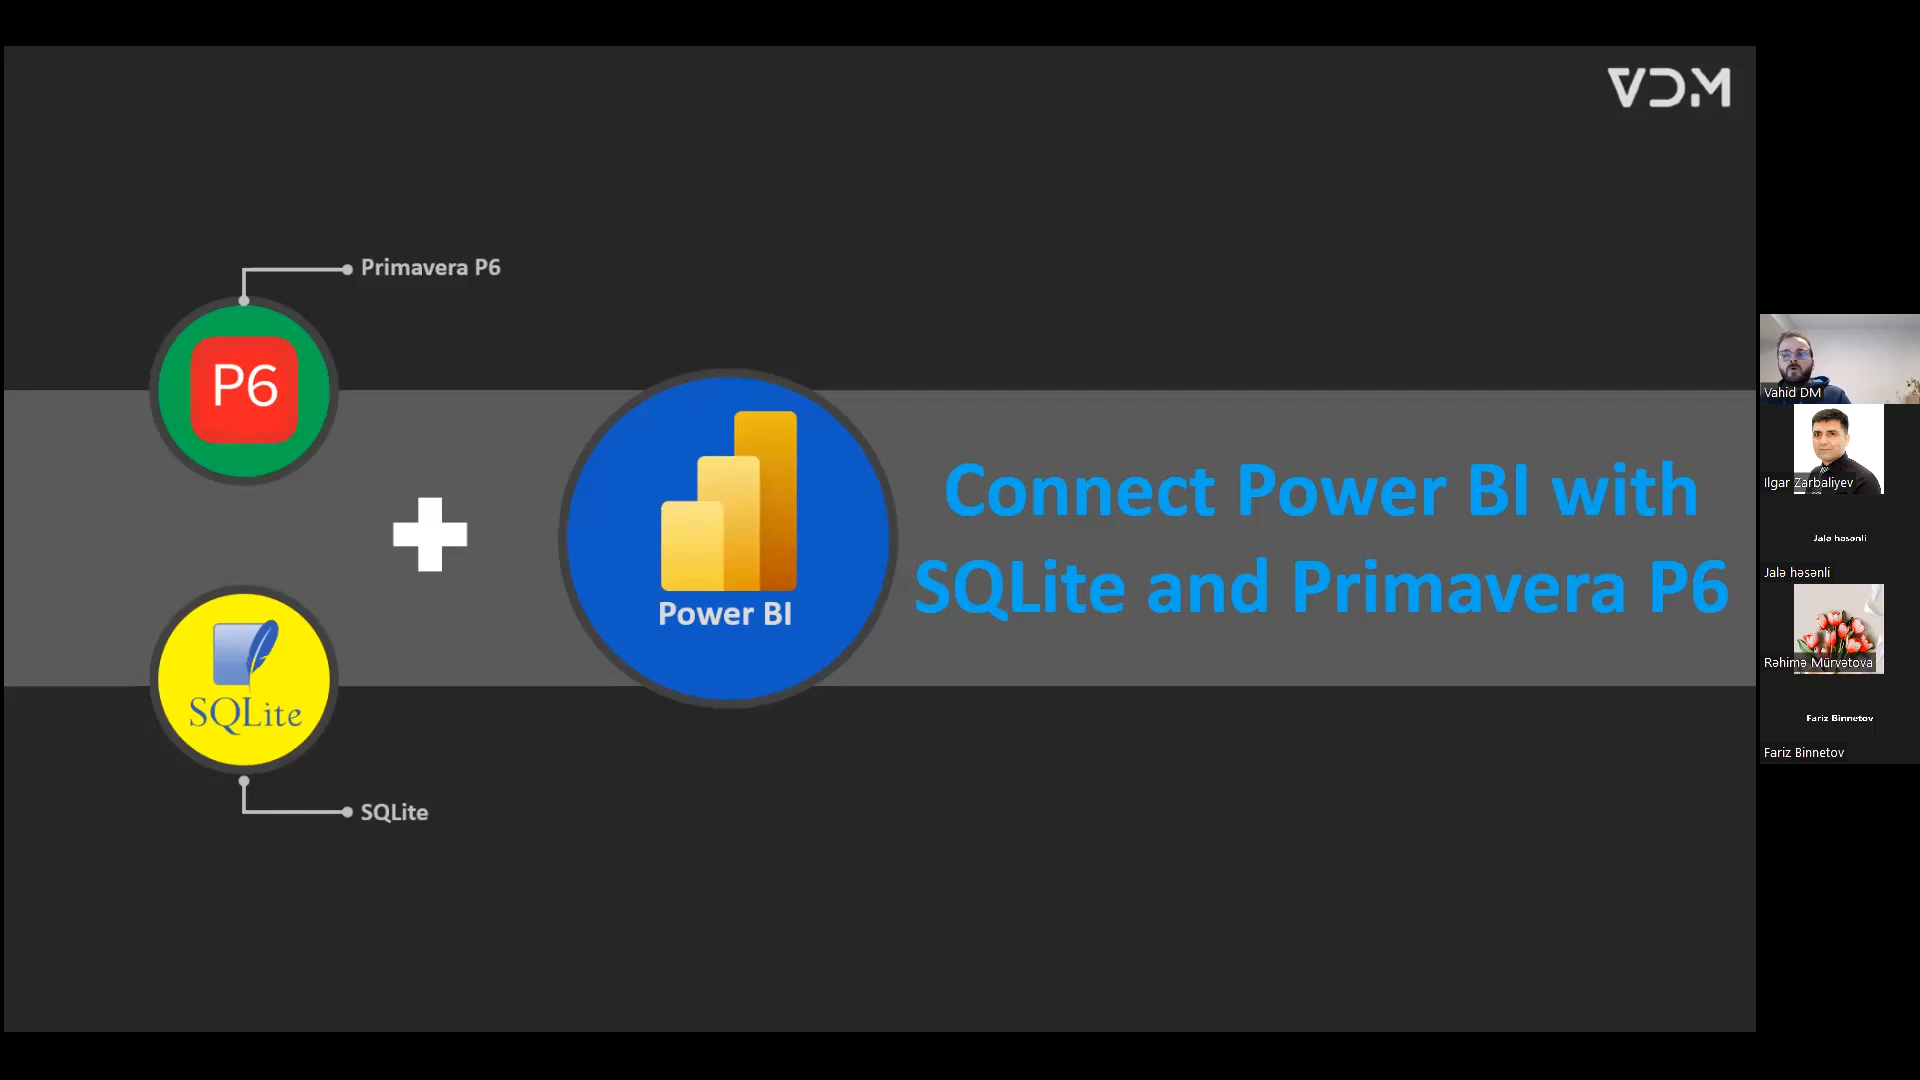 VDM
Primavera P6
P6
Power BI
Connect Power BI with
SQLite and Primavera P6
SQLite
SQLite
Vahid DM
Ilgar Zarbaliyev
Jalə həsənli
Jalə həsənli
Rəhimə Mürvətova
Fariz Binnetov
Fariz Binnetov